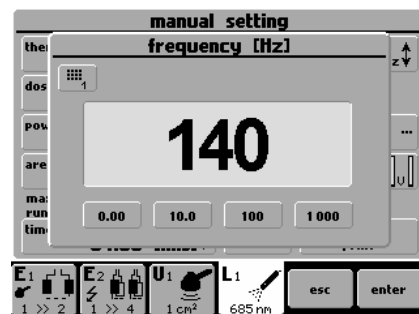 manual setting
frequency [Hz]
the
z
1
dos
140
pow
...
are
U
ma
run
0.00 10.0 100 1 000
tim
E1 E2 U1 L1
esc enter
1 >> 2 1 >> 4 1 cm² 685 nm